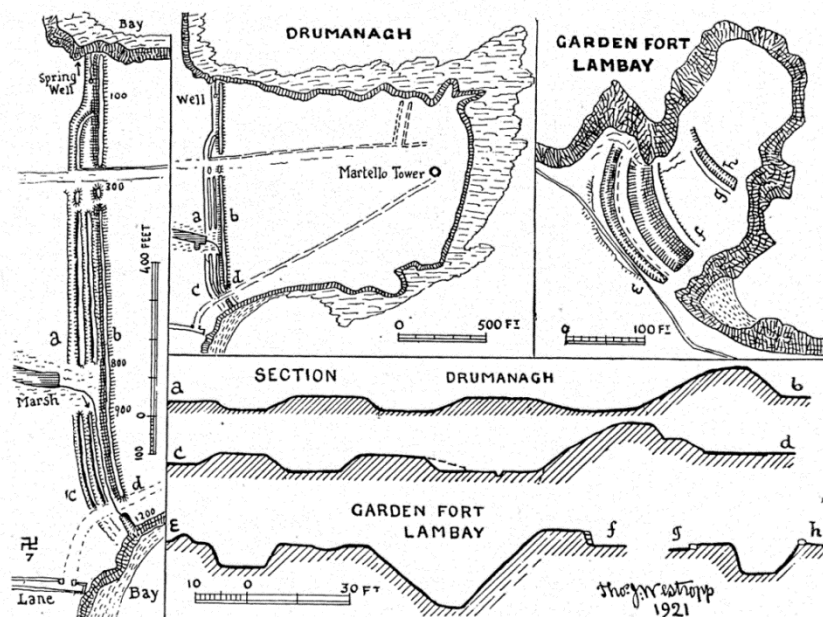 Bay
Spring
Well
100
300
400 FEET
a
b
800
Marsh
900
0
100
c
d
1200
Lane
Bay
DRUMANAGH
Well
Martello Tower
a
b
c
d
0 500 FT
GARDEN FORT
LAMBAY
h
g
f
ε
0 100 FT
SECTION DRUMANAGH
a b
c d
GARDEN FORT
LAMBAY
ε f g h
10 0 30 FT
Thos. J. Westropp
1921